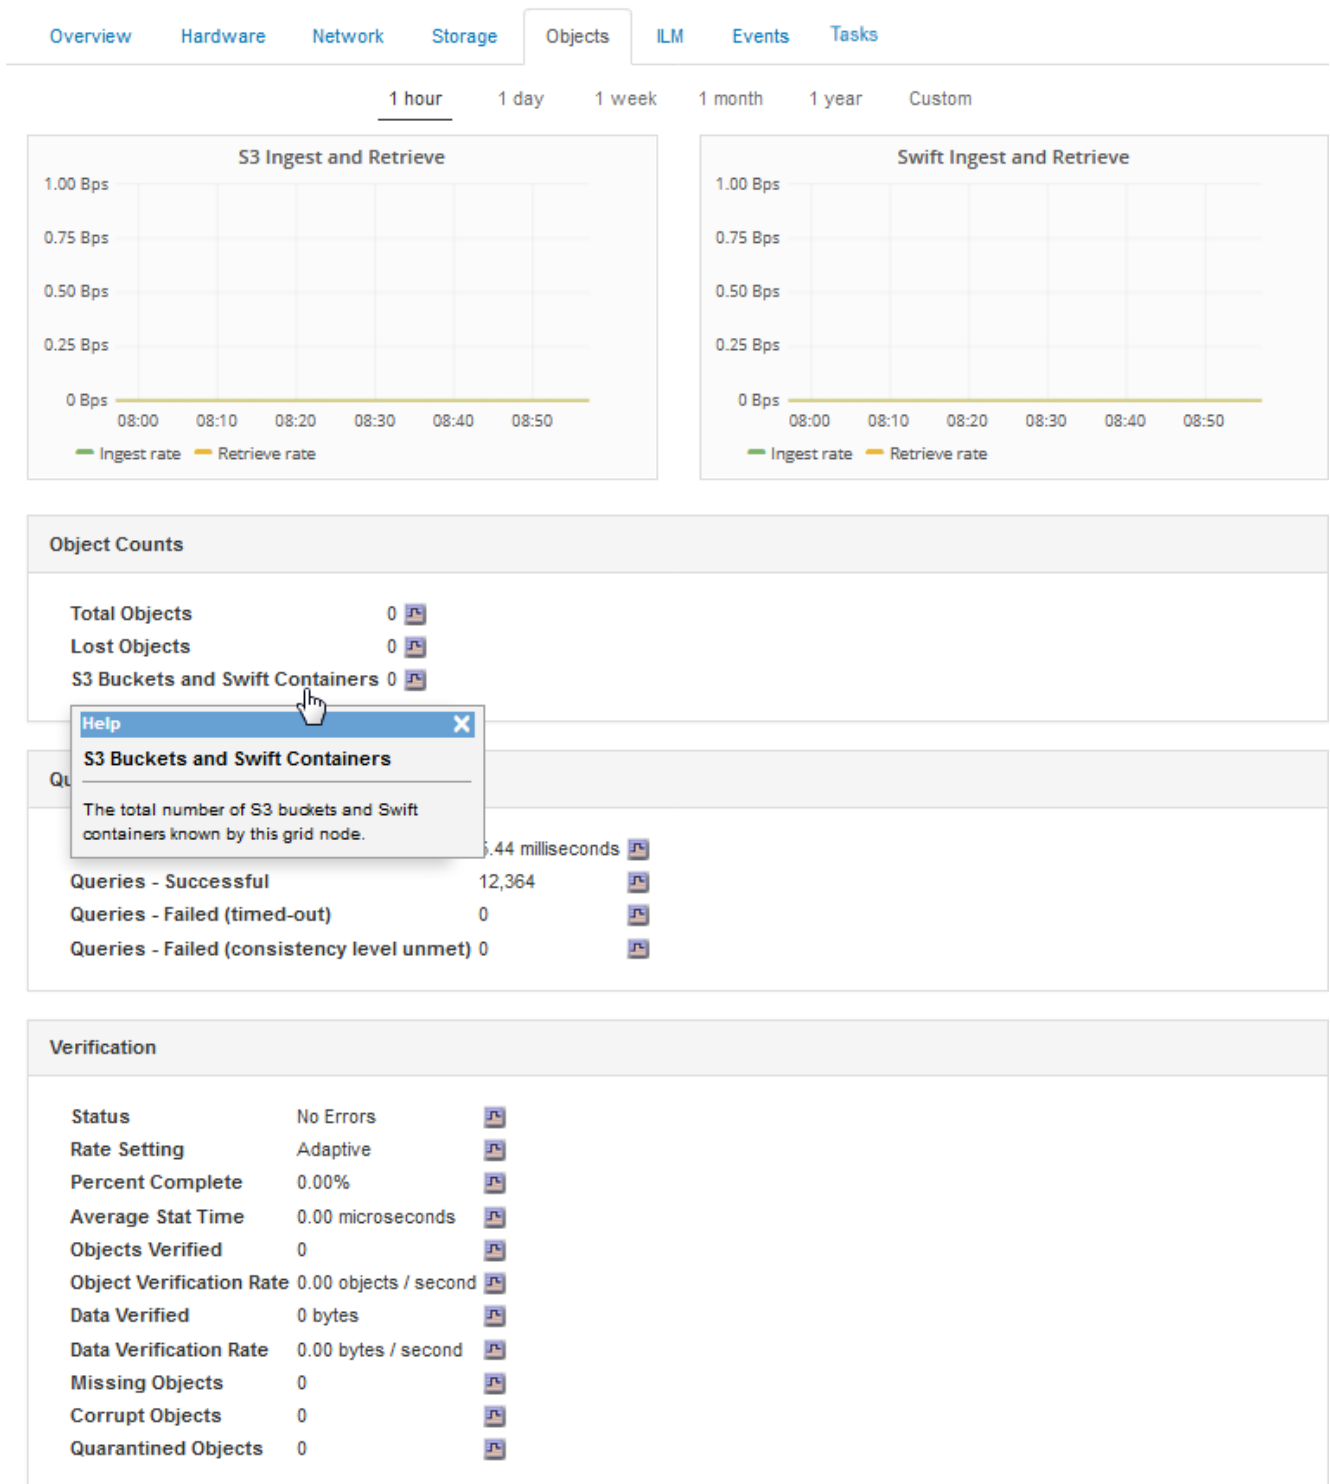 Overview Hardware Network Storage Objects ILM Events Tasks
1 hour 1 day 1 week 1 month 1 year Custom
S3 Ingest and Retrieve
1.00 Bps
0.75 Bps
0.50 Bps
0.25 Bps
0 Bps
08:00 08:10 08:20 08:30 08:40 08:50
Ingest rate Retrieve rate
Swift Ingest and Retrieve
1.00 Bps
0.75 Bps
0.50 Bps
0.25 Bps
0 Bps
08:00 08:10 08:20 08:30 08:40 08:50
Ingest rate Retrieve rate
Object Counts
Total Objects 0
Lost Objects 0
S3 Buckets and Swift Containers 0
Help
S3 Buckets and Swift Containers
The total number of S3 buckets and Swift
containers known by this grid node.
.44 milliseconds
Queries - Successful 12,364
Queries - Failed (timed-out) 0
Queries - Failed (consistency level unmet) 0
Verification
Status No Errors
Rate Setting Adaptive
Percent Complete 0.00%
Average Stat Time 0.00 microseconds
Objects Verified 0
Object Verification Rate 0.00 objects / second
Data Verified 0 bytes
Data Verification Rate 0.00 bytes / second
Missing Objects 0
Corrupt Objects 0
Quarantined Objects 0